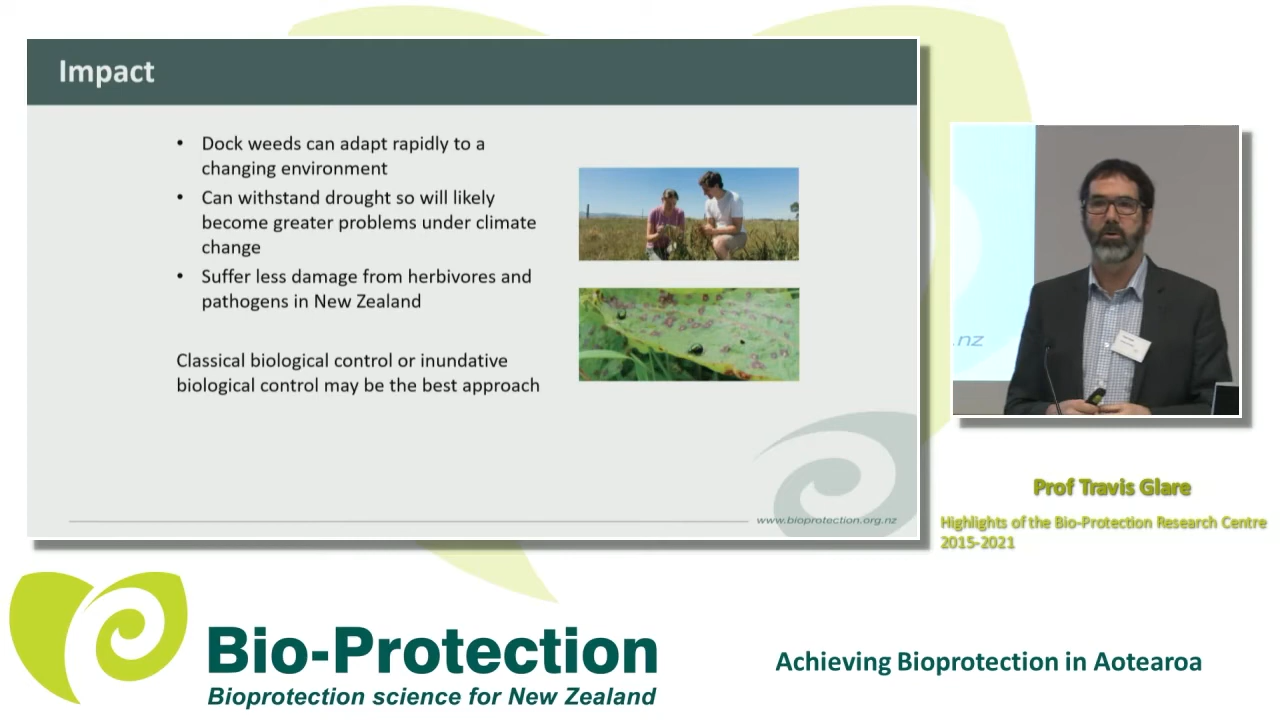 Impact
• Dock weeds can adapt rapidly to a
changing environment
• Can withstand drought so will likely
become greater problems under climate
change
• Suffer less damage from herbivores and
pathogens in New Zealand
Classical biological control or inundative
biological control may be the best approach
www.bioprotection.org.nz
.nz
Prof Travis Glare
Highlights of the Bio-Protection Research Centre
2015-2021
Bio-Protection
Bioprotection science for New Zealand
Achieving Bioprotection in Aotearoa